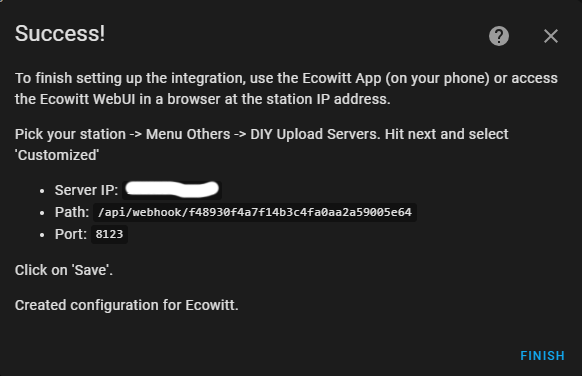 Success!
To finish setting up the integration, use the Ecowitt App (on your phone) or access
the Ecowitt WebUI in a browser at the station IP address.
Pick your station -> Menu Others -> DIY Upload Servers. Hit next and select
'Customized'
• Server IP:
• Path: /api/webhook/f48930f4a7f14b3c4fa0aa2a59005e64
• Port: 8123
Click on 'Save'.
Created configuration for Ecowitt.
FINISH